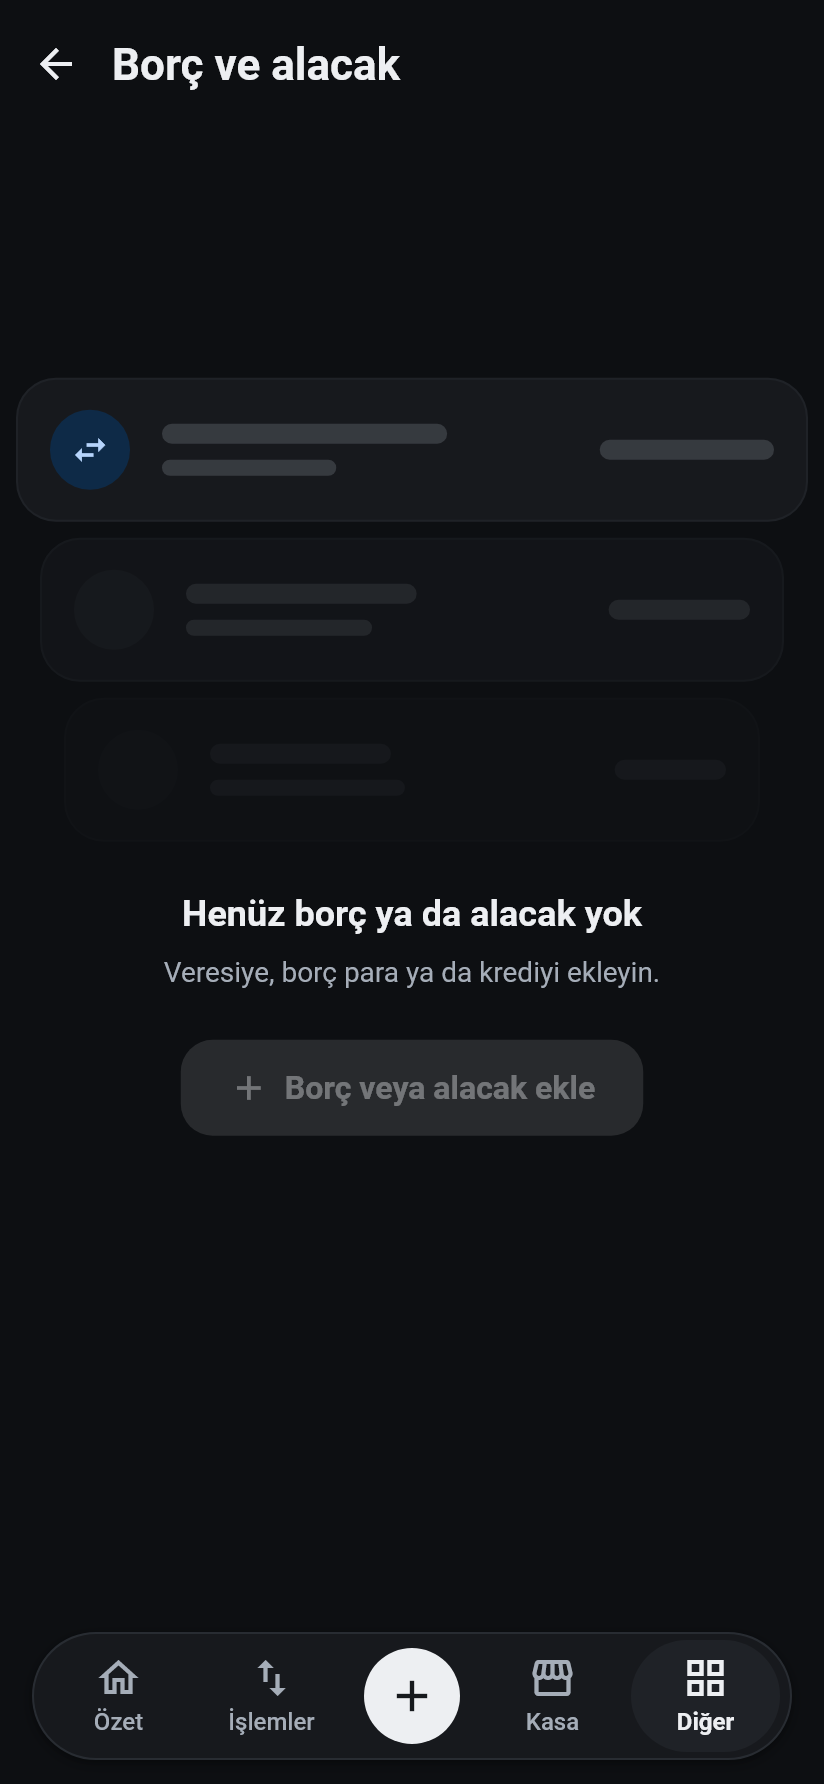 Borç ve alacak
Henüz borç ya da alacak yok
Veresiye, borç para ya da krediyi ekleyin.
Borç veya alacak ekle
Özet
İşlemler
Kasa
Diğer